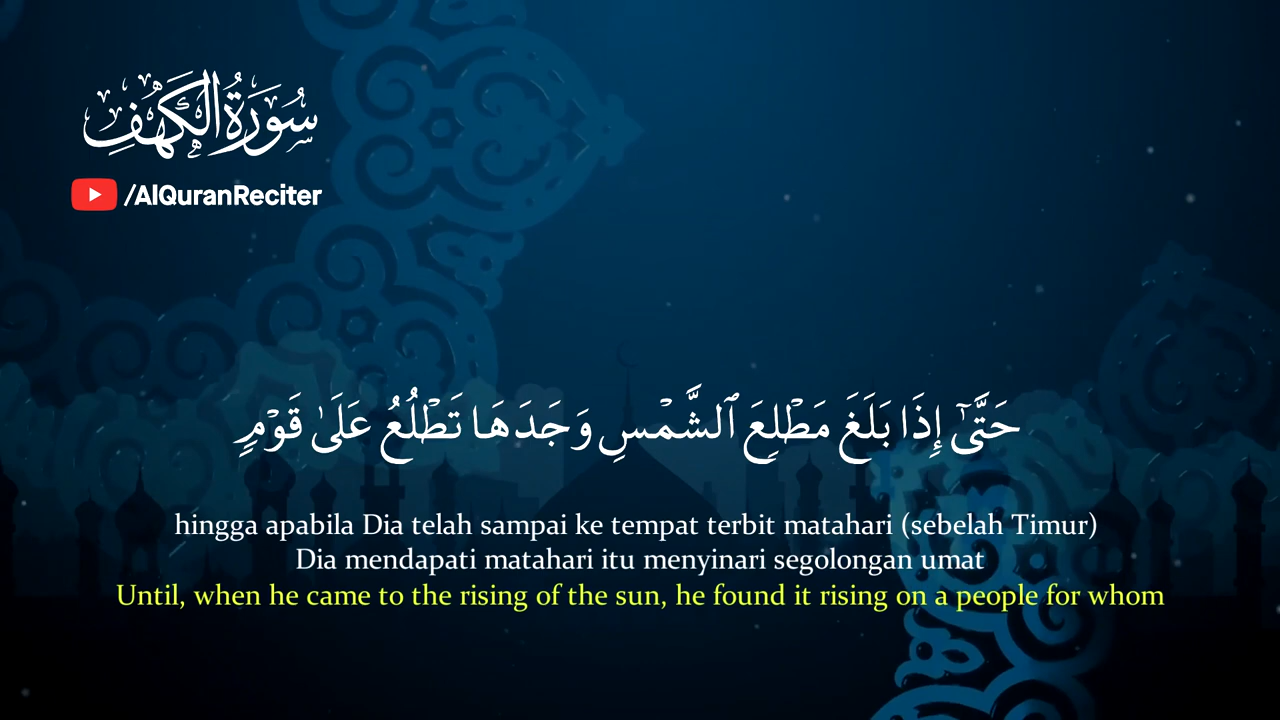 سُورَةُ الْكَهْفِ
/AlQuranReciter
حَتَّىٰٓ إِذَا بَلَغَ مَطْلِعَ ٱلشَّمْسِ وَجَدَهَا تَطْلُعُ عَلَىٰ قَوْمٍ
hingga apabila Dia telah sampai ke tempat terbit matahari (sebelah Timur)
Dia mendapati matahari itu menyinari segolongan umat
Until, when he came to the rising of the sun, he found it rising on a people for whom